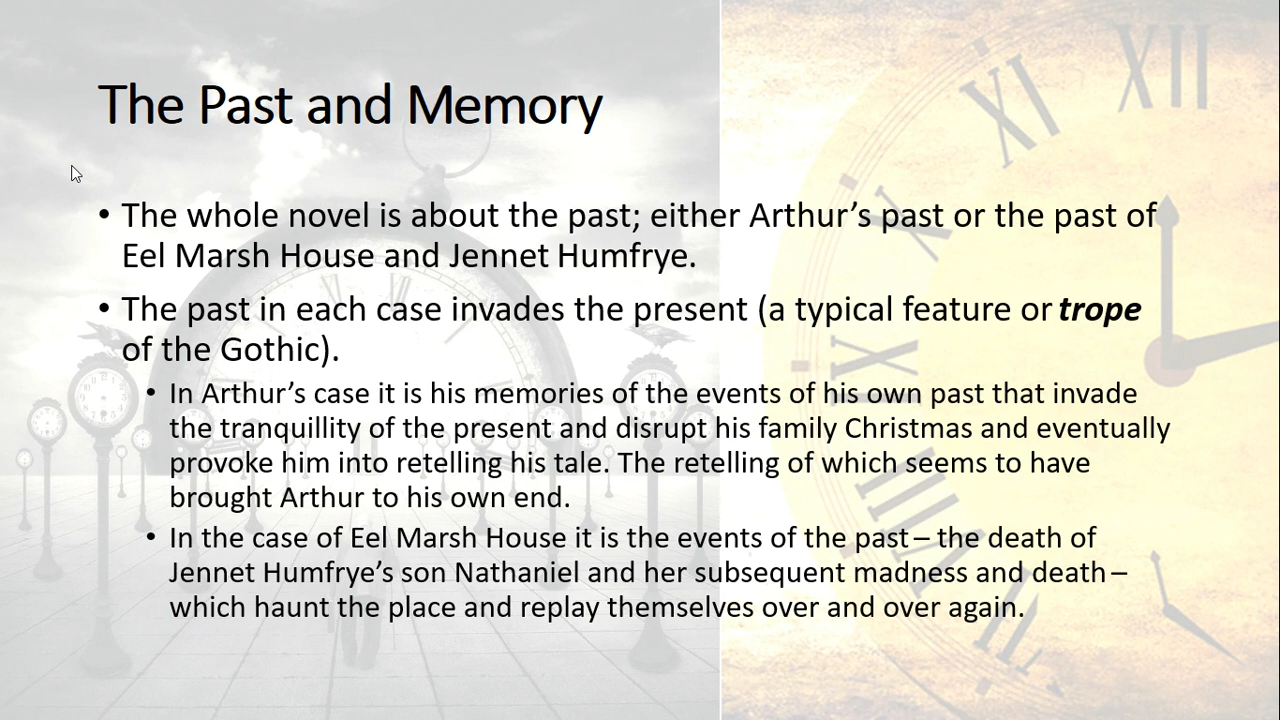 The Past and Memory
• The whole novel is about the past; either Arthur’s past or the past of
Eel Marsh House and Jennet Humfrye.
• The past in each case invades the present (a typical feature or trope
of the Gothic).
• In Arthur’s case it is his memories of the events of his own past that invade
the tranquillity of the present and disrupt his family Christmas and eventually
provoke him into retelling his tale. The retelling of which seems to have
brought Arthur to his own end.
• In the case of Eel Marsh House it is the events of the past – the death of
Jennet Humfrye’s son Nathaniel and her subsequent madness and death –
which haunt the place and replay themselves over and over again.
XII
XI
X
IX
VIII
VII